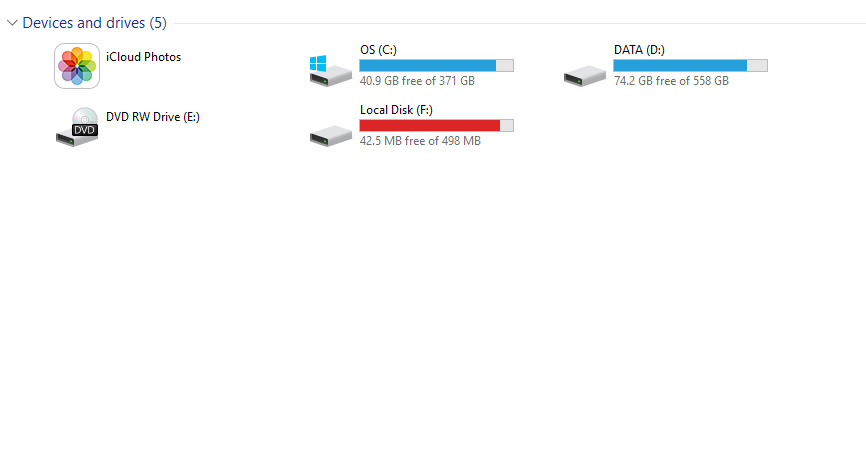 Devices and drives (5)
iCloud Photos
OS (C:)
40.9 GB free of 371 GB
DATA (D:)
74.2 GB free of 558 GB
DVD RW Drive (E:)
DVD
Local Disk (F:)
42.5 MB free of 498 MB